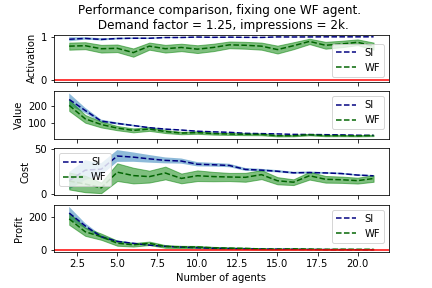 Performance comparison, fixing one WF agent.
Demand factor = 1.25, impressions = 2k.
Activation
1
0
SI
WF
Value
200
100
SI
WF
Cost
50
0
SI
WF
Profit
200
0
SI
WF
2.5 5.0 7.5 10.0 12.5 15.0 17.5 20.0
Number of agents